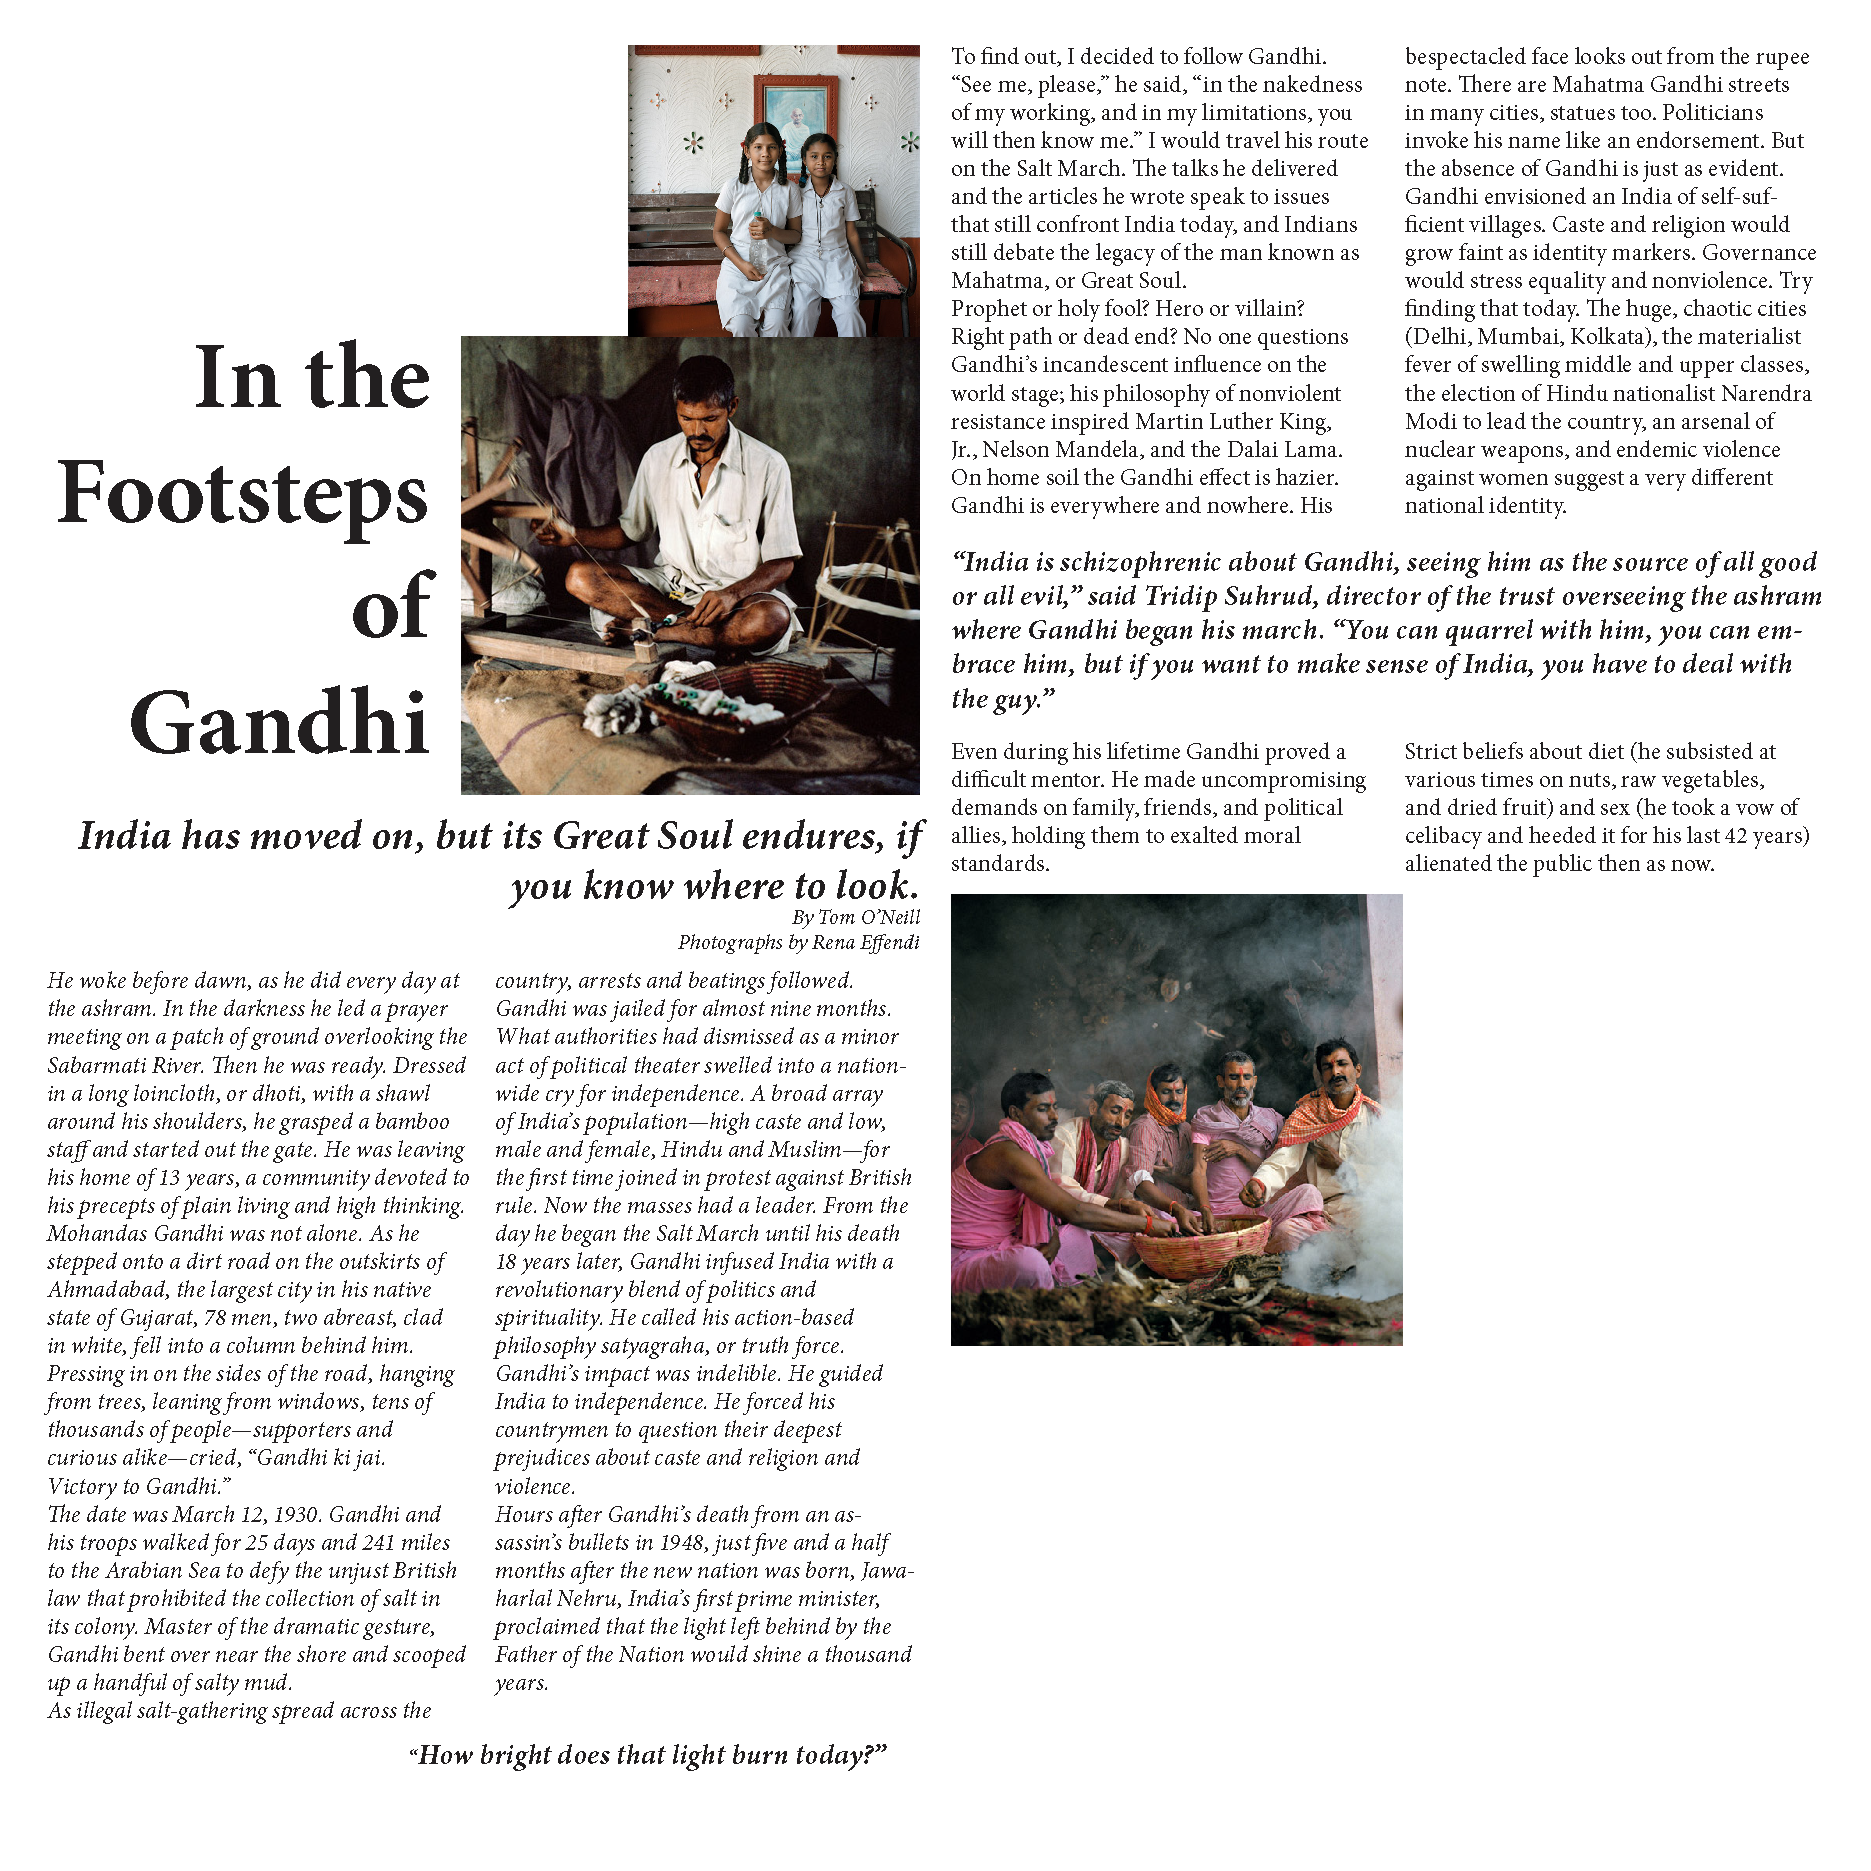 In the
Footsteps
of
Gandhi
India has moved on, but its Great Soul endures, if
you know where to look.
By Tom O’Neill
Photographs by Rena Effendi
He woke before dawn, as he did every day at
the ashram. In the darkness he led a prayer
meeting on a patch of ground overlooking the
Sabarmati River. Then he was ready. Dressed
in a long loincloth, or dhoti, with a shawl
around his shoulders, he grasped a bamboo
staff and started out the gate. He was leaving
his home of 13 years, a community devoted to
his precepts of plain living and high thinking.
Mohandas Gandhi was not alone. As he
stepped onto a dirt road on the outskirts of
Ahmadabad, the largest city in his native
state of Gujarat, 78 men, two abreast, clad
in white, fell into a column behind him.
Pressing in on the sides of the road, hanging
from trees, leaning from windows, tens of
thousands of people—supporters and
curious alike—cried, “Gandhi ki jai.
Victory to Gandhi.”
The date was March 12, 1930. Gandhi and
his troops walked for 25 days and 241 miles
to the Arabian Sea to defy the unjust British
law that prohibited the collection of salt in
its colony. Master of the dramatic gesture,
Gandhi bent over near the shore and scooped
up a handful of salty mud.
As illegal salt-gathering spread across the
country, arrests and beatings followed.
Gandhi was jailed for almost nine months.
What authorities had dismissed as a minor
act of political theater swelled into a nation-
wide cry for independence. A broad array
of India’s population—high caste and low,
male and female, Hindu and Muslim—for
the first time joined in protest against British
rule. Now the masses had a leader. From the
day he began the Salt March until his death
18 years later, Gandhi infused India with a
revolutionary blend of politics and
spirituality. He called his action-based
philosophy satyagraha, or truth force.
Gandhi’s impact was indelible. He guided
India to independence. He forced his
countrymen to question their deepest
prejudices about caste and religion and
violence.
Hours after Gandhi’s death from an as-
sassin’s bullets in 1948, just five and a half
months after the new nation was born, Jawa-
harlal Nehru, India’s first prime minister,
proclaimed that the light left behind by the
Father of the Nation would shine a thousand
years.
“How bright does that light burn today?”
To find out, I decided to follow Gandhi.
“See me, please,” he said, “in the nakedness
of my working, and in my limitations, you
will then know me.” I would travel his route
on the Salt March. The talks he delivered
and the articles he wrote speak to issues
that still confront India today, and Indians
still debate the legacy of the man known as
Mahatma, or Great Soul.
Prophet or holy fool? Hero or villain?
Right path or dead end? No one questions
Gandhi’s incandescent influence on the
world stage; his philosophy of nonviolent
resistance inspired Martin Luther King,
Jr., Nelson Mandela, and the Dalai Lama.
On home soil the Gandhi effect is hazier.
Gandhi is everywhere and nowhere. His
bespectacled face looks out from the rupee
note. There are Mahatma Gandhi streets
in many cities, statues too. Politicians
invoke his name like an endorsement. But
the absence of Gandhi is just as evident.
Gandhi envisioned an India of self-suf-
ficient villages. Caste and religion would
grow faint as identity markers. Governance
would stress equality and nonviolence. Try
finding that today. The huge, chaotic cities
(Delhi, Mumbai, Kolkata), the materialist
fever of swelling middle and upper classes,
the election of Hindu nationalist Narendra
Modi to lead the country, an arsenal of
nuclear weapons, and endemic violence
against women suggest a very different
national identity.
“India is schizophrenic about Gandhi, seeing him as the source of all good
or all evil,” said Tridip Suhrud, director of the trust overseeing the ashram
where Gandhi began his march. “You can quarrel with him, you can em-
brace him, but if you want to make sense of India, you have to deal with
the guy.”
Even during his lifetime Gandhi proved a
difficult mentor. He made uncompromising
demands on family, friends, and political
allies, holding them to exalted moral
standards.
Strict beliefs about diet (he subsisted at
various times on nuts, raw vegetables,
and dried fruit) and sex (he took a vow of
celibacy and heeded it for his last 42 years)
alienated the public then as now.